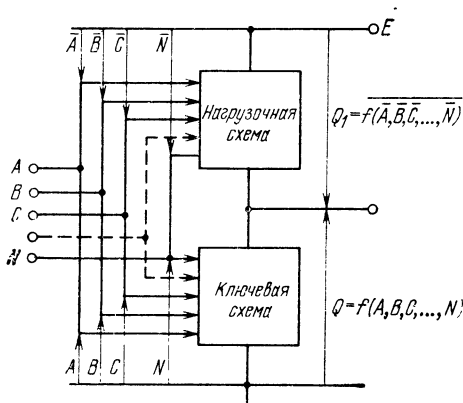 Ā B̄ C̄ N̄
E
Нагрузочная
схема
Q₁=f(Ā,B̄,C̄,...,N̄)
A
B
C
N
Ключевая
схема
Q=f(A,B,C,...,N)
A B C N